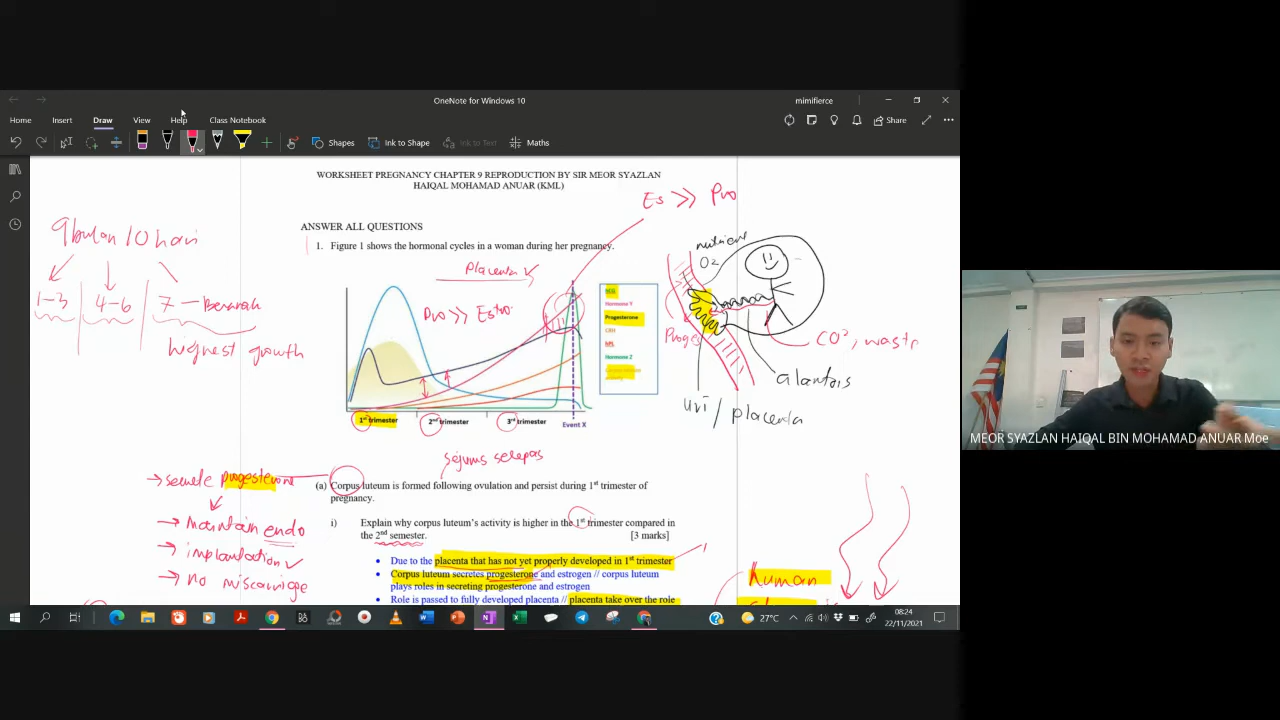 OneNote for Windows 10
mimifierce
Home Insert Draw View Help Class Notebook
Share
Shapes Ink to Shape Ink to Text Maths
WORKSHEET PREGNANCY CHAPTER 9 REPRODUCTION BY SIR MEOR SYAZLAN
HAIQAL MOHAMAD ANUAR (KML)
Es >> Pro
ANSWER ALL QUESTIONS
1. Figure 1 shows the hormonal cycles in a woman during her pregnancy.
9 bulan 10 hari
1-3 4-6 7 - Bersalin
highest growth
Placenta ✓
Pro >> Estro
HCG
Hormone Y
Progesterone
CRH
HPL
Hormone Z
nutrient
O2
Proges
CO2, waste
alantois
uri / placenta
1st trimester 2nd trimester 3rd trimester Event X
sejurus selepas
→ secrete progesterone
→ Maintain endo
→ implantation ✓
→ no miscarriage
(a) Corpus luteum is formed following ovulation and persist during 1st trimester of
pregnancy.
i) Explain why corpus luteum's activity is higher in the 1st trimester compared in
the 2nd semester. [3 marks]
• Due to the placenta that has not yet properly developed in 1st trimester
• Corpus luteum secretes progesterone and estrogen // corpus luteum
plays roles in secreting progesterone and estrogen
• Role is passed to fully developed placenta // placenta take over the role
human
MEOR SYAZLAN HAIQAL BIN MOHAMAD ANUAR Moe
27°C
08:24
22/11/2021